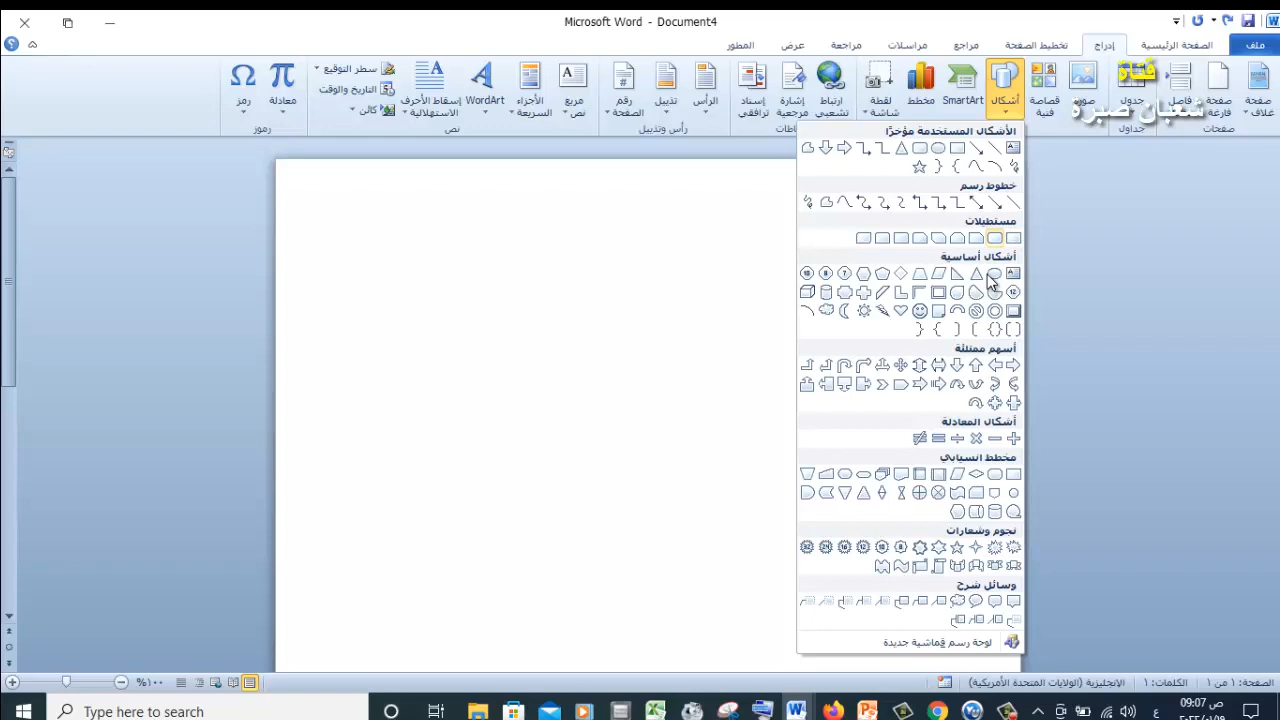 Microsoft Word - Document4
ملف
الصفحة الرئيسية
إدراج
تخطيط الصفحة
مراجع
مراسلات
مراجعة
عرض
المطور
صفحة غلاف
صفحة فارغة
فاصل
صفحات
جدول
جداول
صورة
قصاصة فنية
أشكال
SmartArt
مخطط
لقطة شاشة
ارتباط تشعبي
إشارة مرجعية
إسناد ترافقي
الرأس
تذييل
رقم الصفحة
رأس وتذييل
مربع نص
الأجزاء السريعة
WordArt
إسقاط الأحرف الاستهلالية
سطر التوقيع
التاريخ والوقت
كائن
نص
معادلة
رمز
رموز
فتاو
شعبان صبرة
الأشكال المستخدمة مؤخرًا
خطوط رسم
مستطيلات
أشكال أساسية
أسهم ممتلئة
أشكال المعادلة
مخطط انسيابي
نجوم وشعارات
وسائل شرح
لوحة رسم قماشية جديدة
الصفحة: ١ من ١
الكلمات: ١
الإنجليزية (الولايات المتحدة الأمريكية)
١٠٠%
Type here to search
ع
09:07 ص